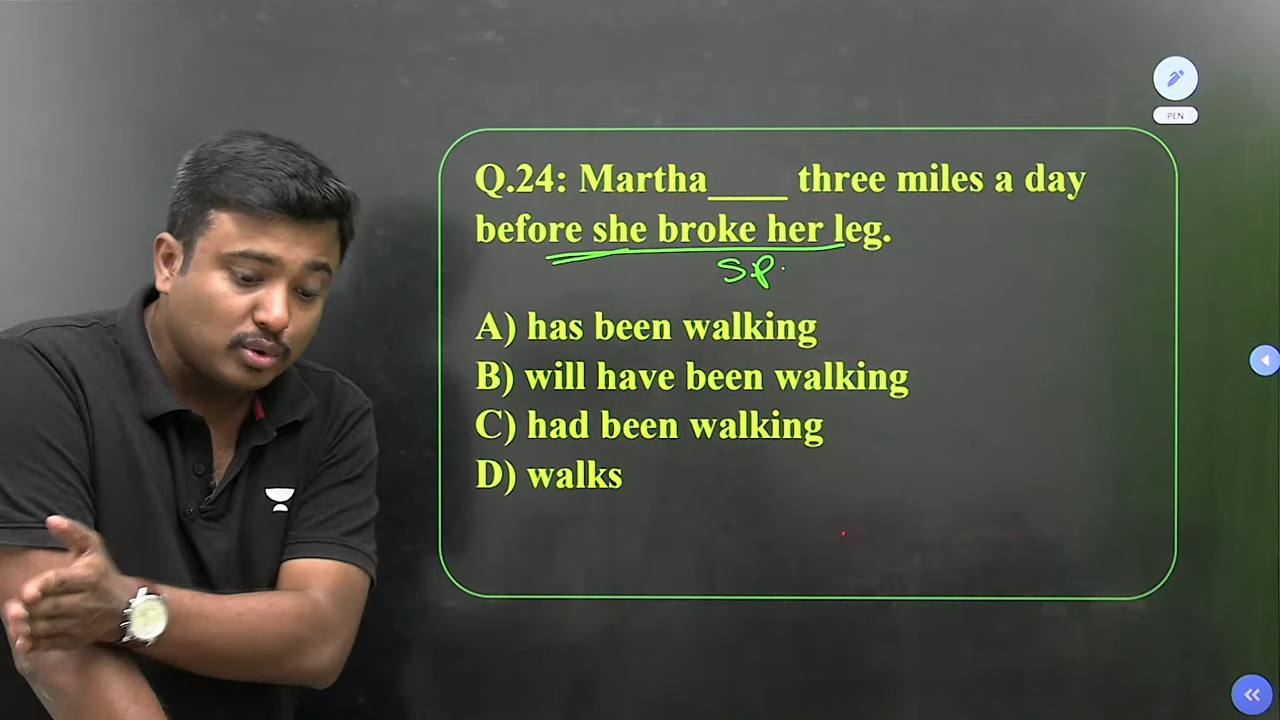 PEN
Q.24: Martha____ three miles a day
before she broke her leg.
SP.
A) has been walking
B) will have been walking
C) had been walking
D) walks